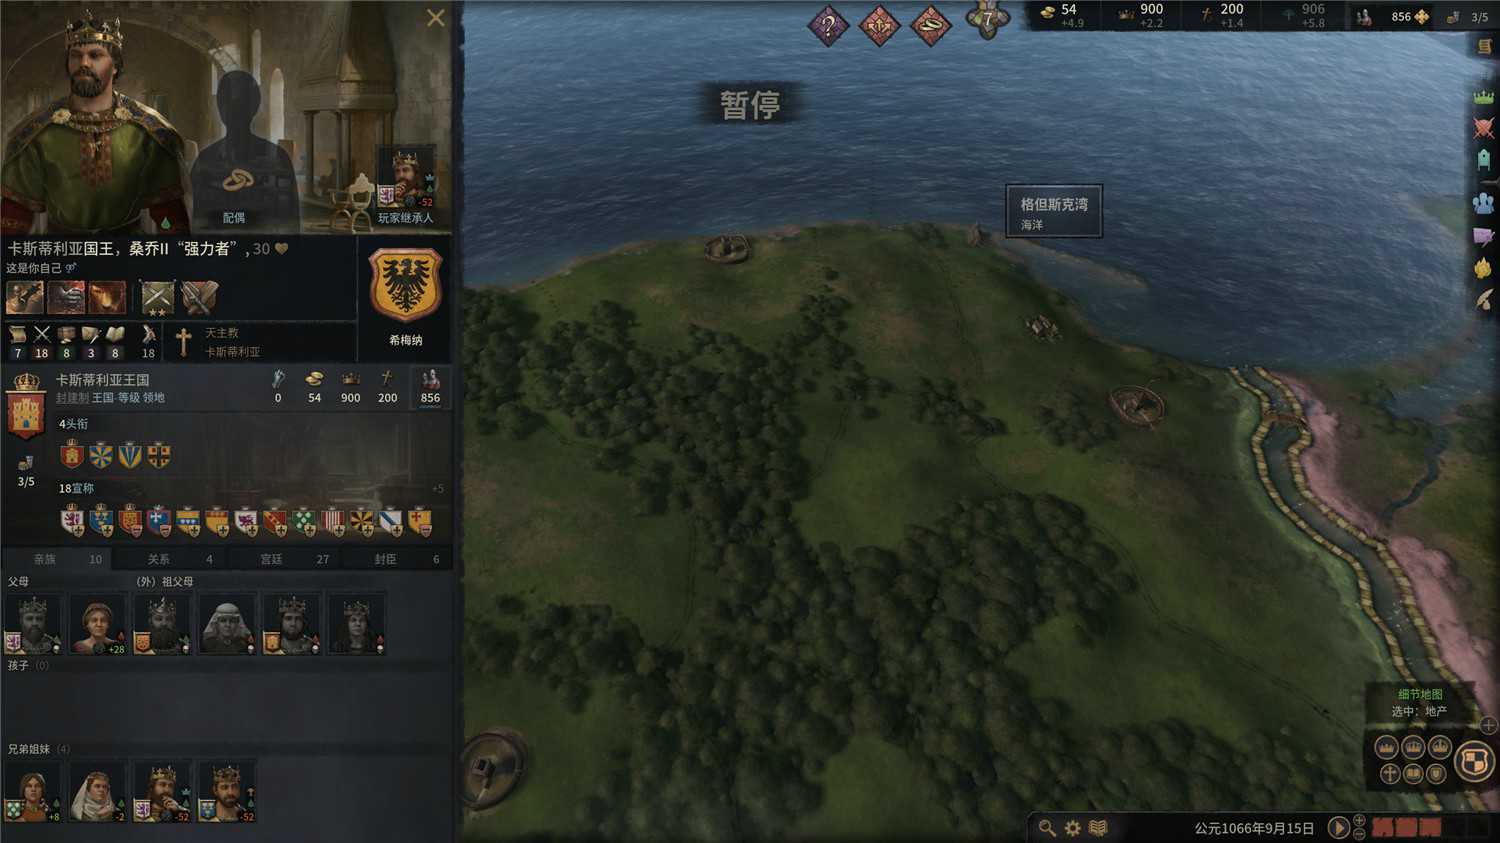 54
+4.9
900
+2.2
200
+1.4
906
+5.8
856
3/5
?
7
暂停
格但斯克湾
海洋
配偶
-52
玩家继承人
卡斯蒂利亚国王，桑乔II“强力者”, 30
这是你自己
7 18 8 3 8 18
天主教
卡斯蒂利亚
希梅纳
卡斯蒂利亚王国
封建制 王国-等级 领地
0 54 900 200 856
4头衔
3/5
18宣称 +5
亲族 10 关系 4 宫廷 27 封臣 6
父母 （外）祖父母
+28
孩子 (0)
兄弟姐妹 (4)
+8 -2 -52 -52
细节地图
选中：地产
公元1066年9月15日